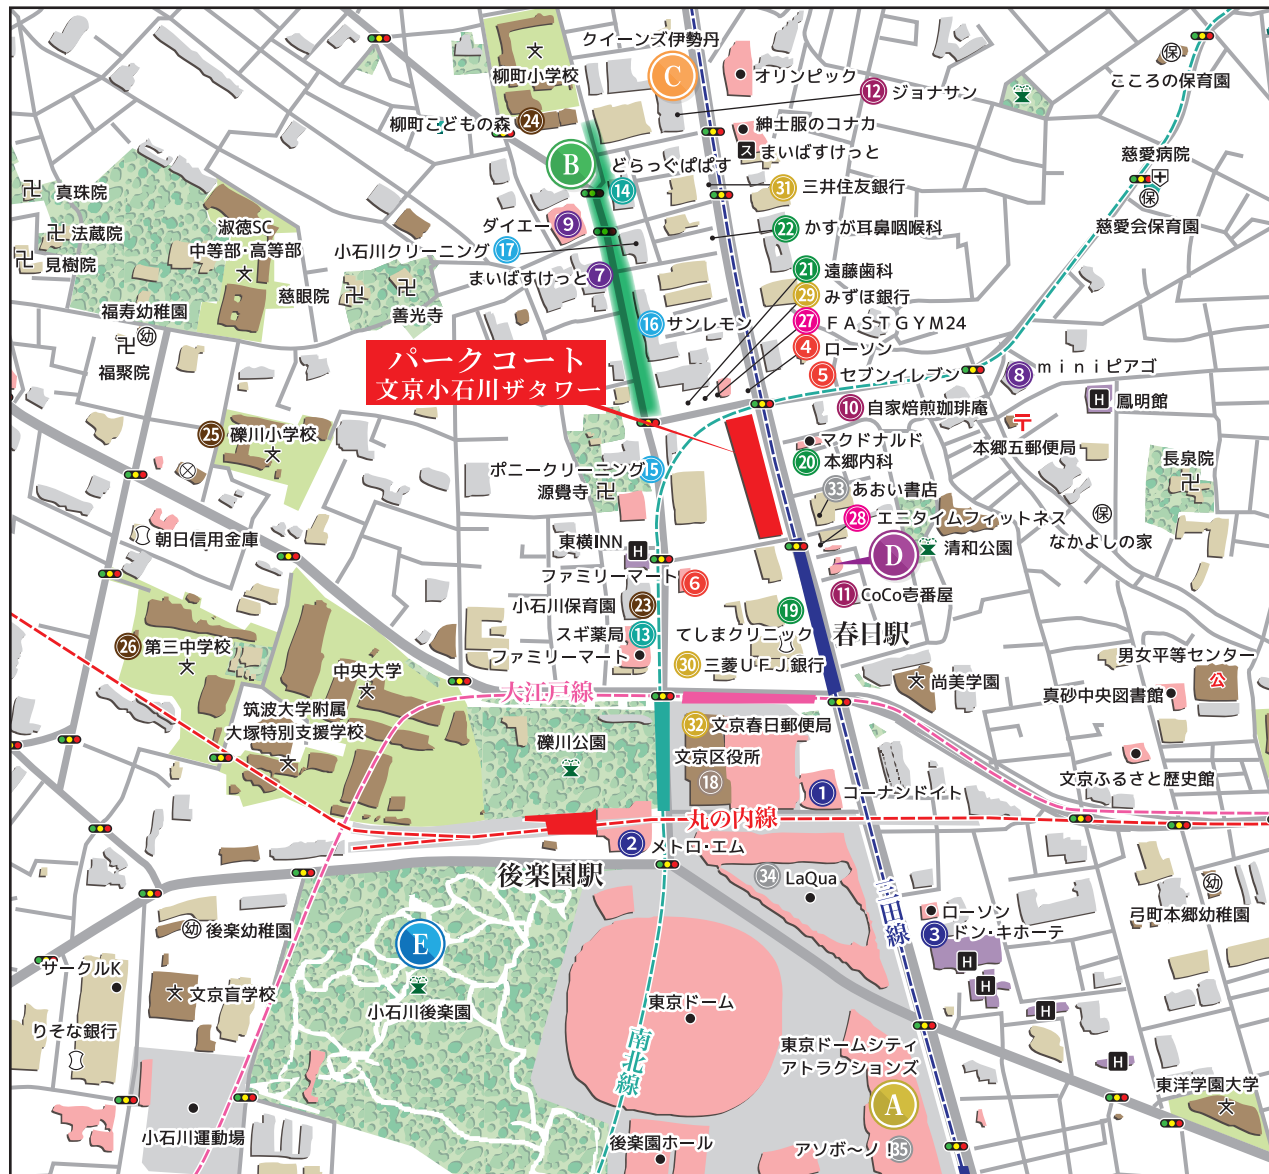 クイーンズ伊勢丹
C
オリンピック
保
こころの保育園
柳町小学校
12 ジョナサン
柳町こどもの森 24
紳士服のコナカ
ス まいばすけっと
B
どらっぐぱぱす
14
慈愛病院
保
慈愛会保育園
31 三井住友銀行
真珠院
法蔵院
見樹院
淑徳SC
中等部・高等部
ダイエー 9
22 かすが耳鼻咽喉科
小石川クリーニング 17
まいばすけっと 7
21 遠藤歯科
29 みずほ銀行
27 ＦＡＳＴＧＹＭ24
慈眼院
善光寺
福寿幼稚園
幼
福聚院
16 サンレモン
4 ローソン
5 セブンイレブン
8 ｍｉｎｉピアゴ
パークコート
文京小石川ザタワー
H 鳳明館
10 自家焙煎珈琲庵
25 礫川小学校
マクドナルド
20 本郷内科
本郷五郵便局
長泉院
ポニークリーニング 15
源覺寺
33 あおい書店
28 エニタイムフィットネス
保
なかよしの家
朝日信用金庫
東横INN
H
D
清和公園
ファミリーマート 6
小石川保育園 23
11 CoCo壱番屋
19
てしまクリニック
春日駅
スギ薬局 13
ファミリーマート
30 三菱ＵＦＪ銀行
26 第三中学校
中央大学
男女平等センター
公
尚美学園
真砂中央図書館
大江戸線
筑波大学附属
大塚特別支援学校
32 文京春日郵便局
礫川公園
文京区役所
18
1 コーナンドイト
文京ふるさと歴史館
丸の内線
2 メトロ・エム
後楽園駅
34 LaQua
三田線
幼
弓町本郷幼稚園
ローソン
3 ドン・キホーテ
H
H
H
H
幼 後楽幼稚園
E
サークルK
文京盲学校
小石川後楽園
東京ドーム
りそな銀行
南北線
東京ドームシティ
アトラクションズ
A
東洋学園大学
小石川運動場
後楽園ホール
アソボ～ノ！35